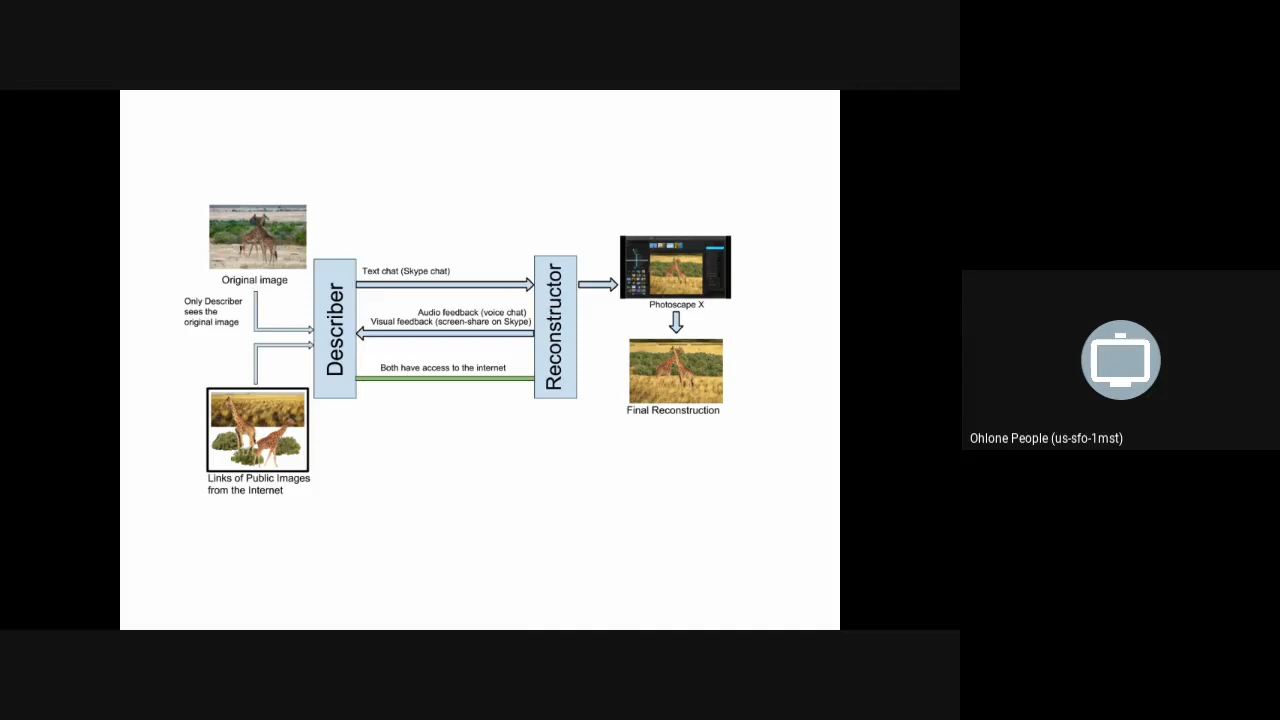 Original image
Only Describer
sees the
original image
Links of Public Images
from the Internet
Describer
Text chat (Skype chat)
Audio feedback (voice chat)
Visual feedback (screen-share on Skype)
Both have access to the internet
Reconstructor
Photoscape X
Final Reconstruction
Ohlone People (us-sfo-1mst)